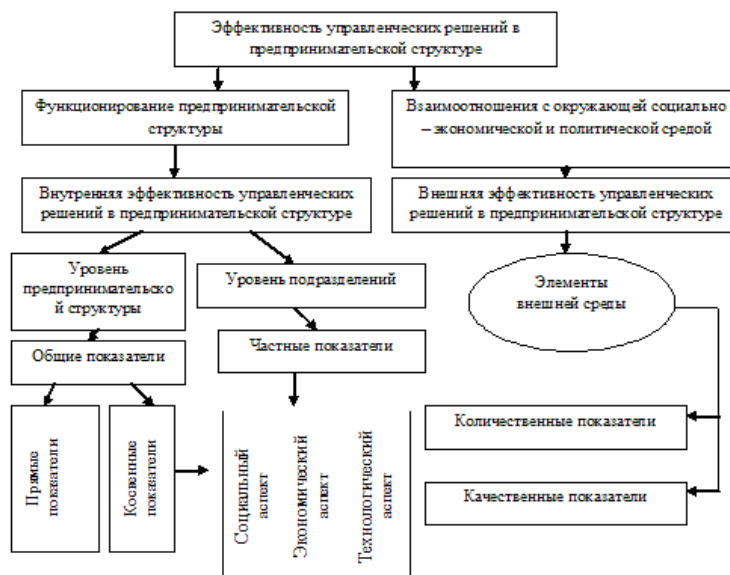 Эффективность управленческих решений в
предпринимательской структуре
Функционирование предпринимательской
структуры
Взаимоотношения с окружающей социально
– экономической и политической средой
Внутренняя эффективность управленческих
решений в предпринимательской структуре
Внешняя эффективность управленческих
решений в предпринимательской структуре
Уровень
предпринимательско
й структуры
Уровень подразделений
Элементы
внешней среды
Общие показатели
Частные показатели
Прямые
показатели
Косвенные
показатели
Социальный
аспект
Экономический
аспект
Технологический
аспект
Количественные показатели
Качественные показатели